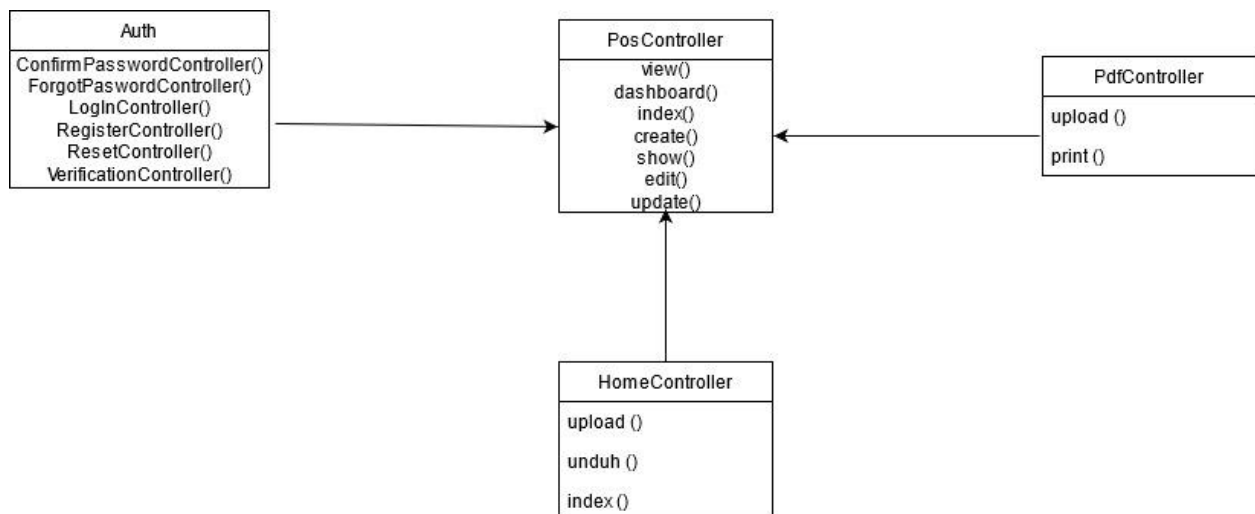 Auth
ConfirmPasswordController()
ForgotPaswordController()
LogInController()
RegisterController()
ResetController()
VerificationController()
PosController
view()
dashboard()
index()
create()
show()
edit()
update()
PdfController
upload ()
print ()
HomeController
upload ()
unduh ()
index ()